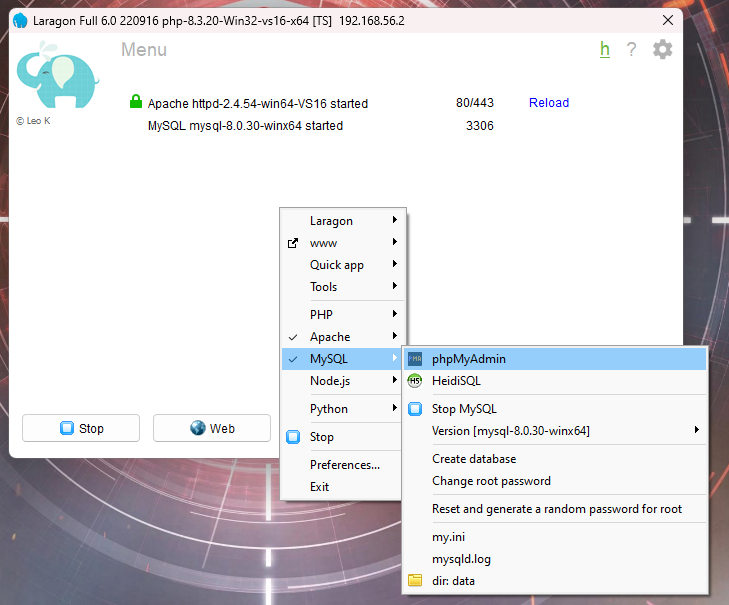 Laragon Full 6.0 220916 php-8.3.20-Win32-vs16-x64 [TS]  192.168.56.2
Menu
h ?
© Leo K
Apache httpd-2.4.54-win64-VS16 started 80/443 Reload
MySQL mysql-8.0.30-winx64 started 3306
Laragon
www
Quick app
Tools
PHP
Apache
MySQL
Node.js
Python
Stop
Preferences...
Exit
PMA phpMyAdmin
HS HeidiSQL
Stop MySQL
Version [mysql-8.0.30-winx64]
Create database
Change root password
Reset and generate a random password for root
my.ini
mysqld.log
dir: data
Stop
Web